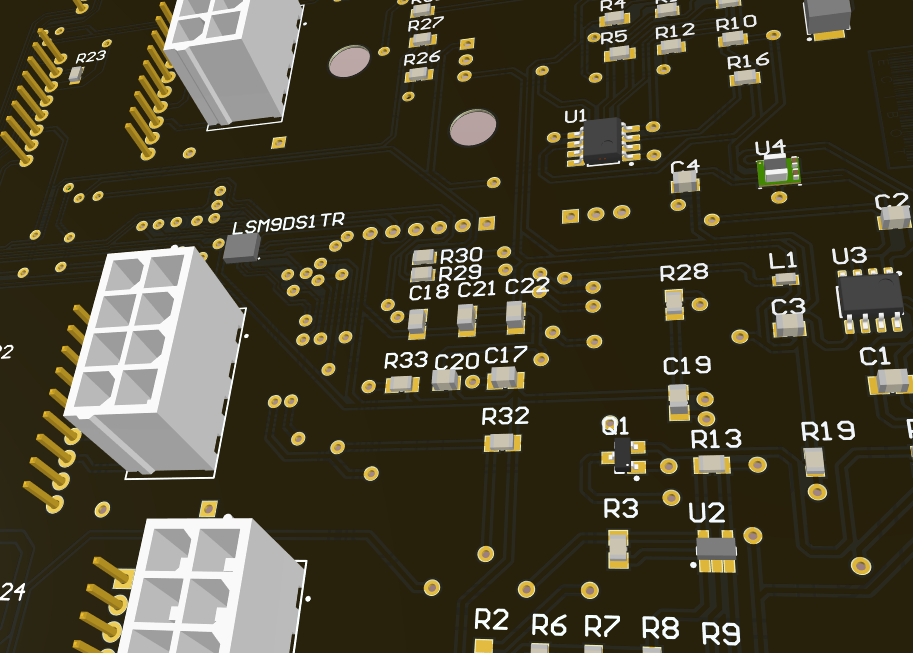 R4
R27
R5
R12
R10
R23
R26
R16
U1
U4
C4
C2
LSM9DS1TR
R30
R29
R28
L1
U3
C18
C21
C22
C3
R33
C20
C17
C19
C1
R32
Q1
R13
R19
R3
U2
24
R2
R6
R7
R8
R9